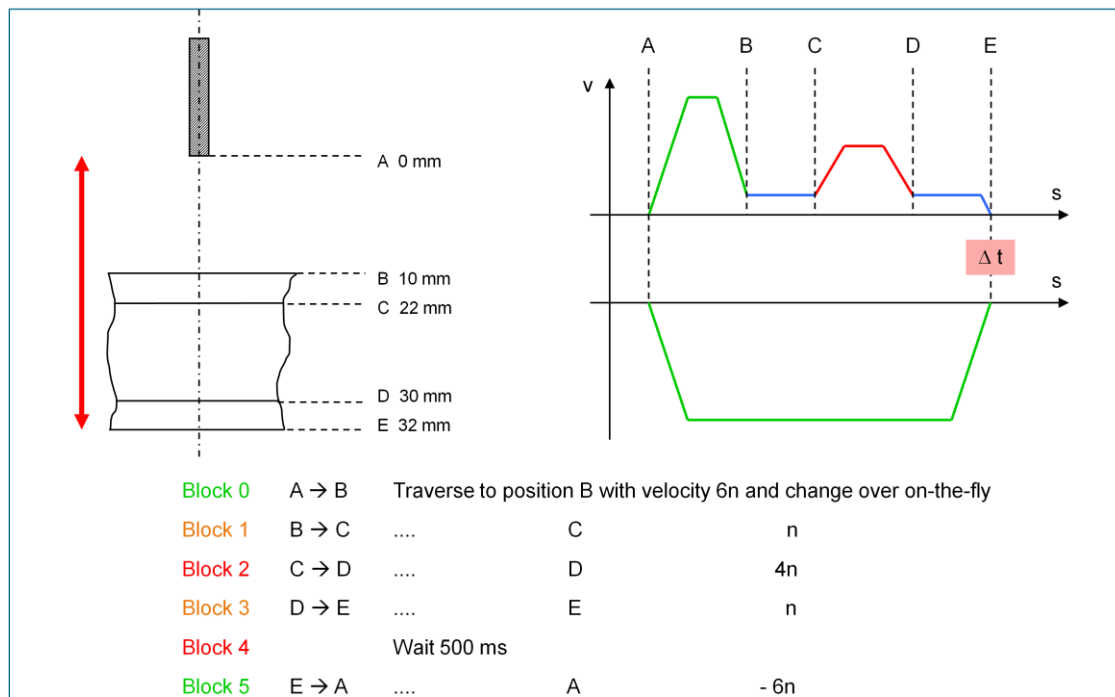 A 0 mm
B 10 mm
C 22 mm
D 30 mm
E 32 mm
A B C D E
v
s
Δ t
s
Block 0 A → B Traverse to position B with velocity 6n and change over on-the-fly
Block 1 B → C .... C n
Block 2 C → D .... D 4n
Block 3 D → E .... E n
Block 4 Wait 500 ms
Block 5 E → A .... A - 6n